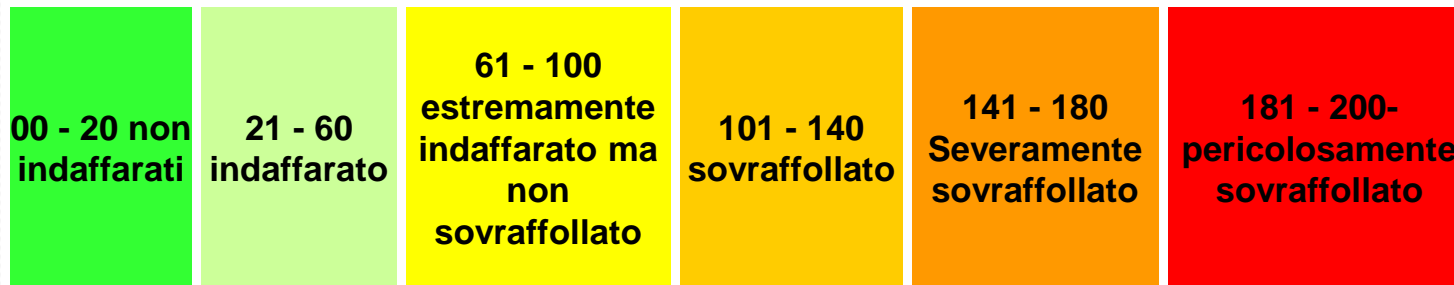 00 - 20 non
indaffarati
21 - 60
indaffarato
61 - 100
estremamente
indaffarato ma
non
sovraffollato
101 - 140
sovraffollato
141 - 180
Severamente
sovraffollato
181 - 200-
pericolosamente
sovraffollato